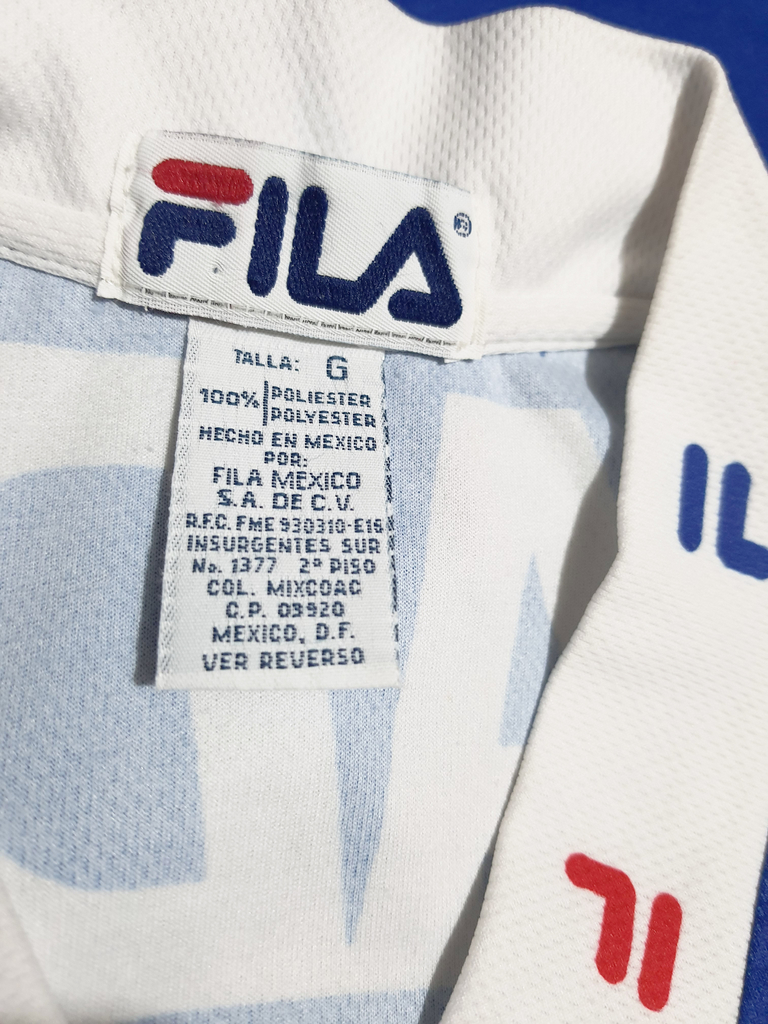 FILA®
TALLA: G
100% POLIESTER
POLYESTER
HECHO EN MEXICO
POR:
FILA MEXICO
S.A. DE C.V.
R.F.C. FME 930310-E19
INSURGENTES SUR
No. 1377 2º PISO
COL. MIXCOAC
C.P. 03920
MEXICO, D.F.
VER REVERSO
IL